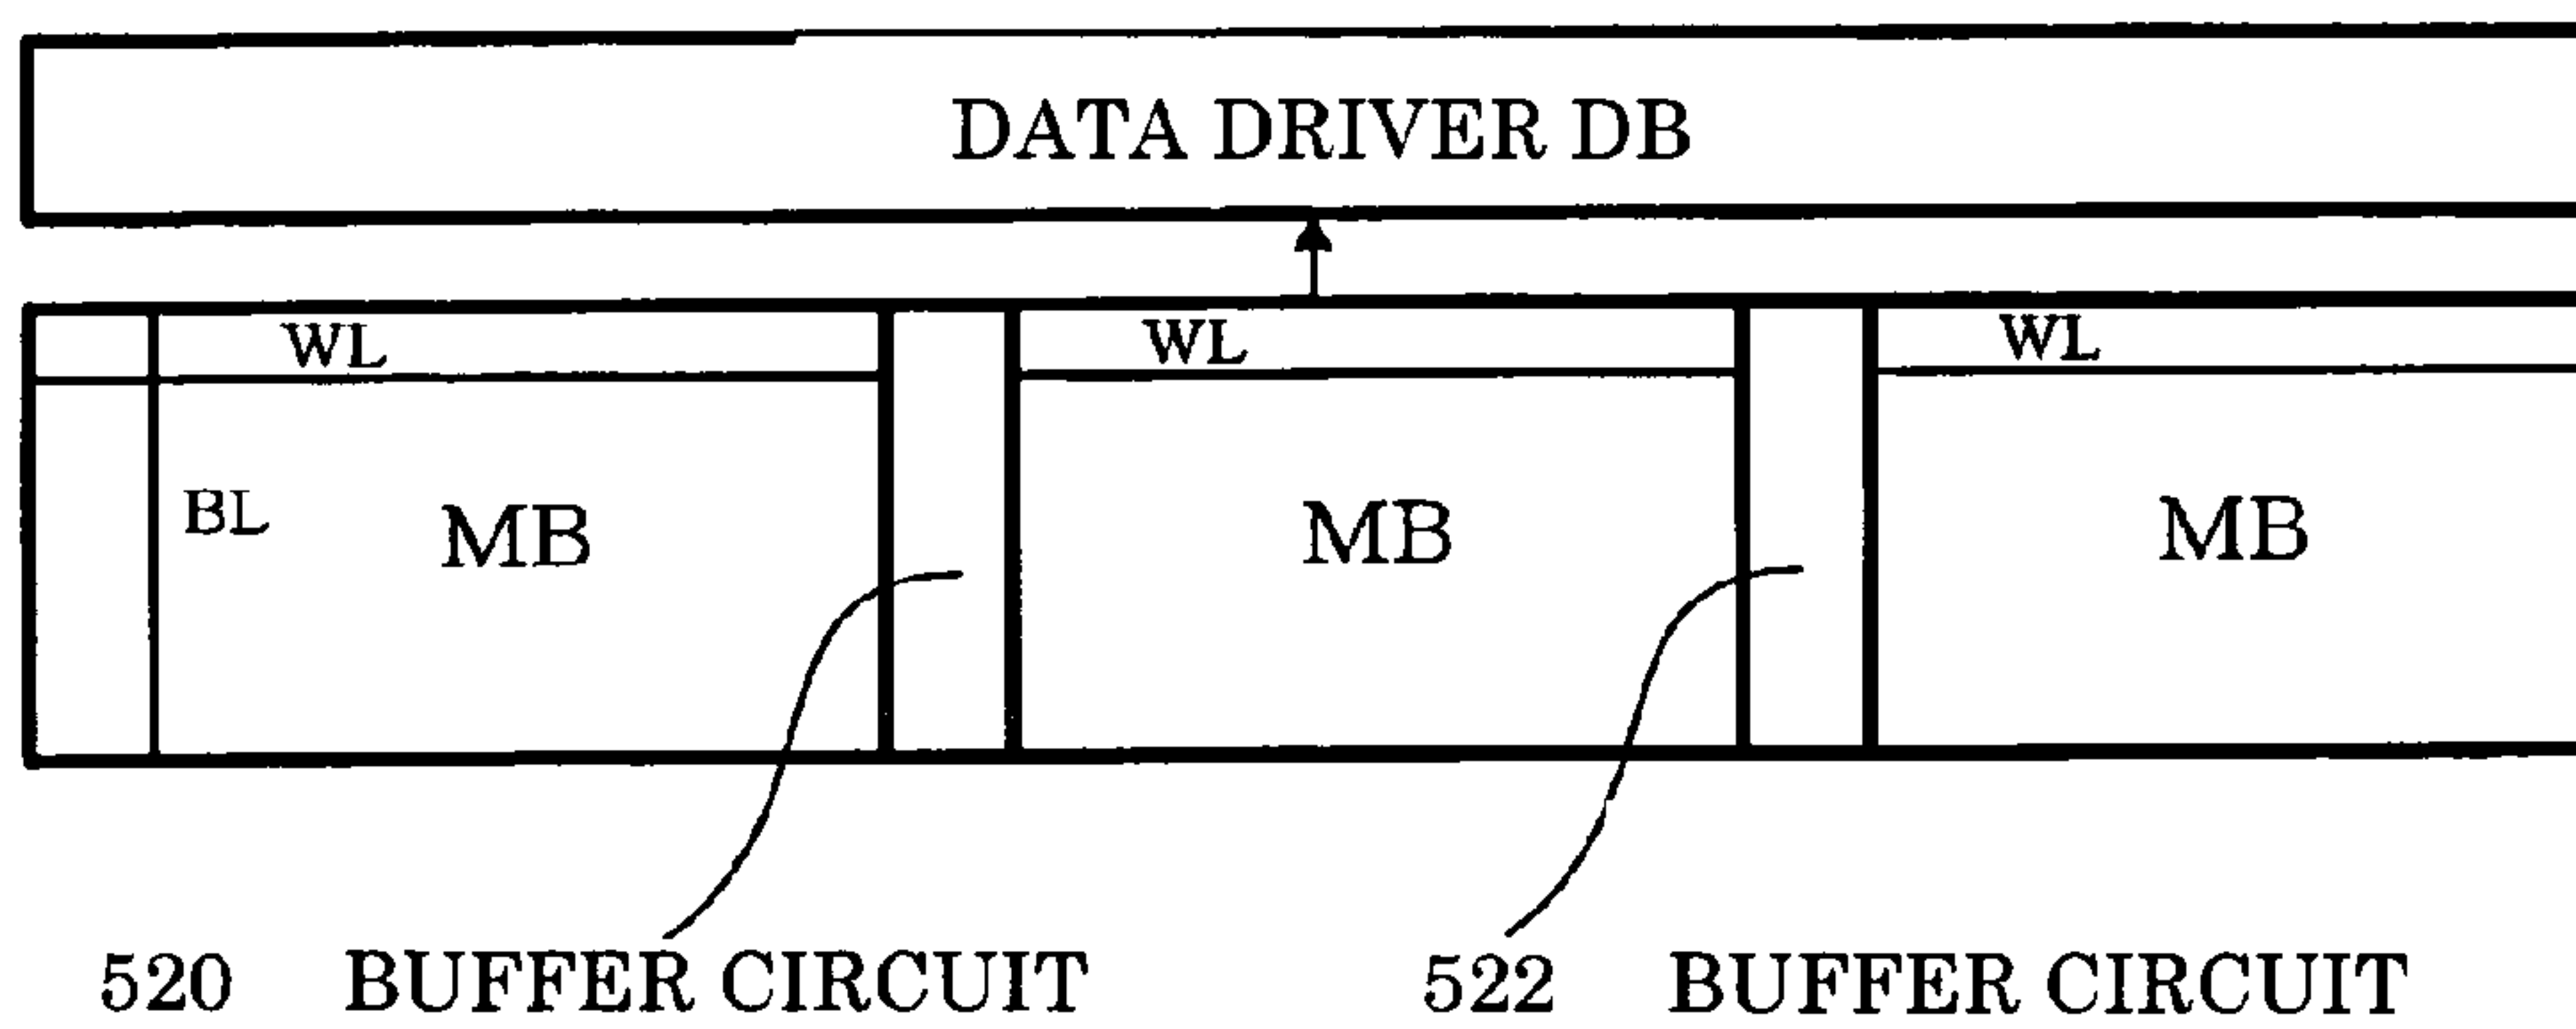 DATA DRIVER DB
WL WL WL
BL MB MB MB
520 BUFFER CIRCUIT 522 BUFFER CIRCUIT